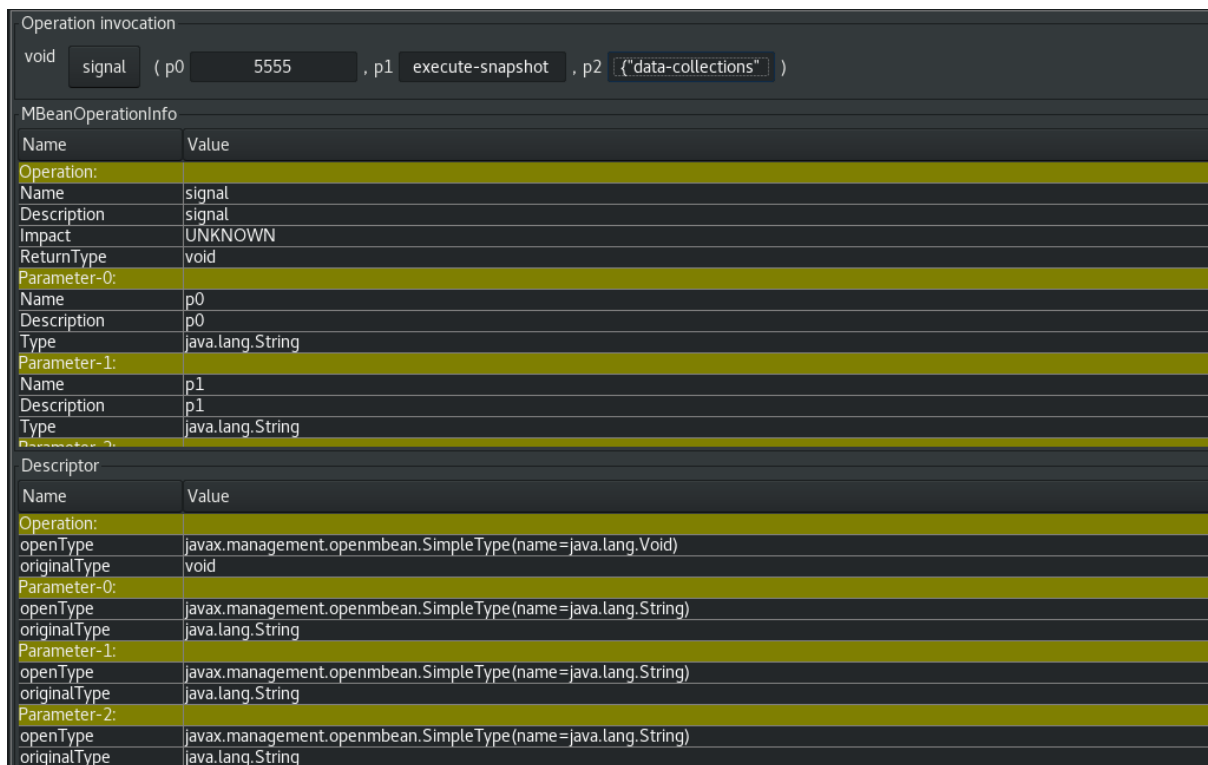 Operation invocation
void signal ( p0 5555 , p1 execute-snapshot , p2 {"data-collections" )
MBeanOperationInfo
Name Value
Operation:
Name signal
Description signal
Impact UNKNOWN
ReturnType void
Parameter-0:
Name p0
Description p0
Type java.lang.String
Parameter-1:
Name p1
Description p1
Type java.lang.String
Parameter-2:
Descriptor
Name Value
Operation:
openType javax.management.openmbean.SimpleType(name=java.lang.Void)
originalType void
Parameter-0:
openType javax.management.openmbean.SimpleType(name=java.lang.String)
originalType java.lang.String
Parameter-1:
openType javax.management.openmbean.SimpleType(name=java.lang.String)
originalType java.lang.String
Parameter-2:
openType javax.management.openmbean.SimpleType(name=java.lang.String)
originalType java.lang.String